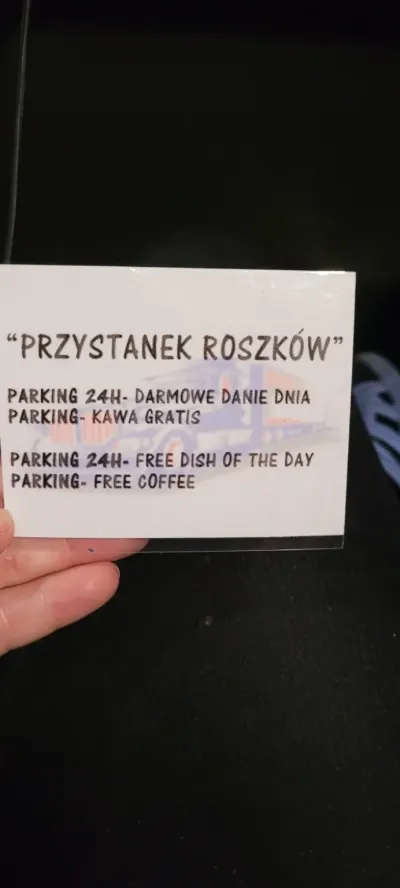 "PRZYSTANEK ROSZKÓW"
PARKING 24H- DARMOWE DANIE DNIA
PARKING- KAWA GRATIS
PARKING 24H- FREE DISH OF THE DAY
PARKING- FREE COFFEE